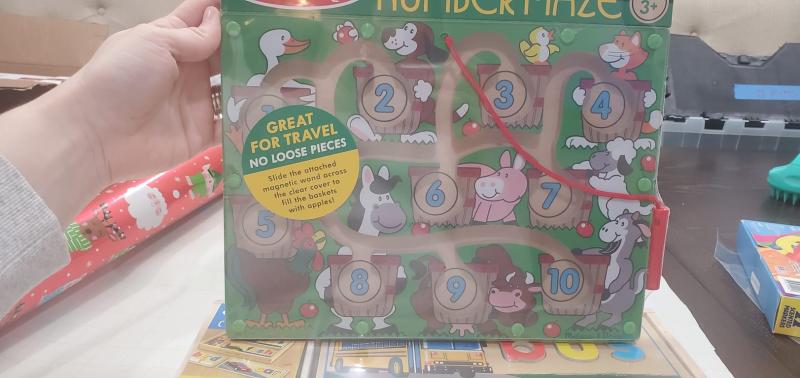 NUMBER MAZE
3+
1
2
3
4
GREAT
FOR TRAVEL
NO LOOSE PIECES
Slide the attached
magnetic wand across
the clear cover to
fill the baskets
with apples!
5
6
7
8
9
10